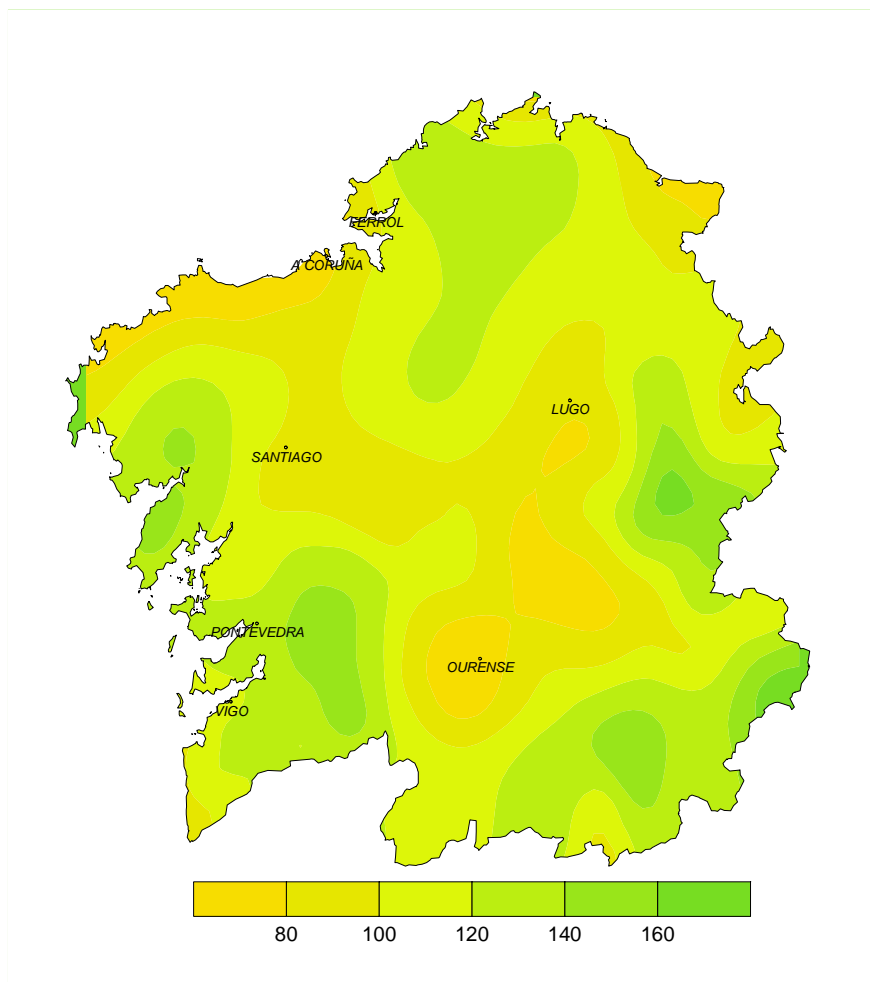 FERROL
A CORUÑA
LUGO
SANTIAGO
PONTEVEDRA
OURENSE
VIGO
80 100 120 140 160